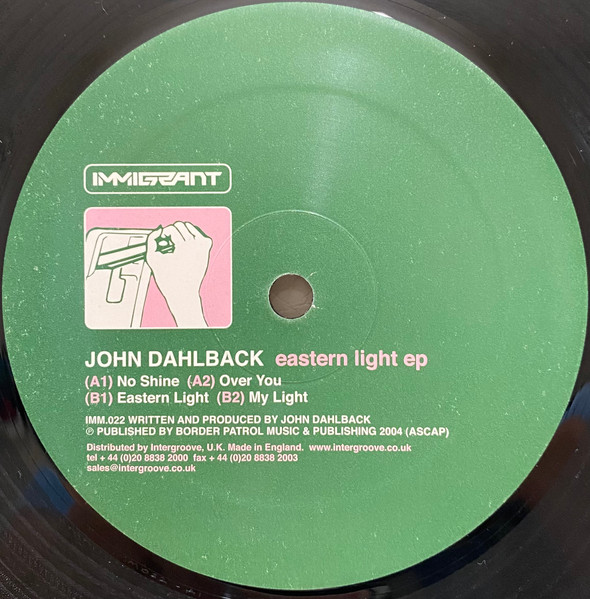 IMMIGRANT
JOHN DAHLBACK eastern light ep
(A1) No Shine (A2) Over You
(B1) Eastern Light (B2) My Light
IMM.022 WRITTEN AND PRODUCED BY JOHN DAHLBACK
℗ PUBLISHED BY BORDER PATROL MUSIC & PUBLISHING 2004 (ASCAP)
Distributed by Intergroove, U.K. Made in England. www.intergroove.co.uk
tel + 44 (0)20 8838 2000 fax + 44 (0)20 8838 2003
sales@intergroove.co.uk